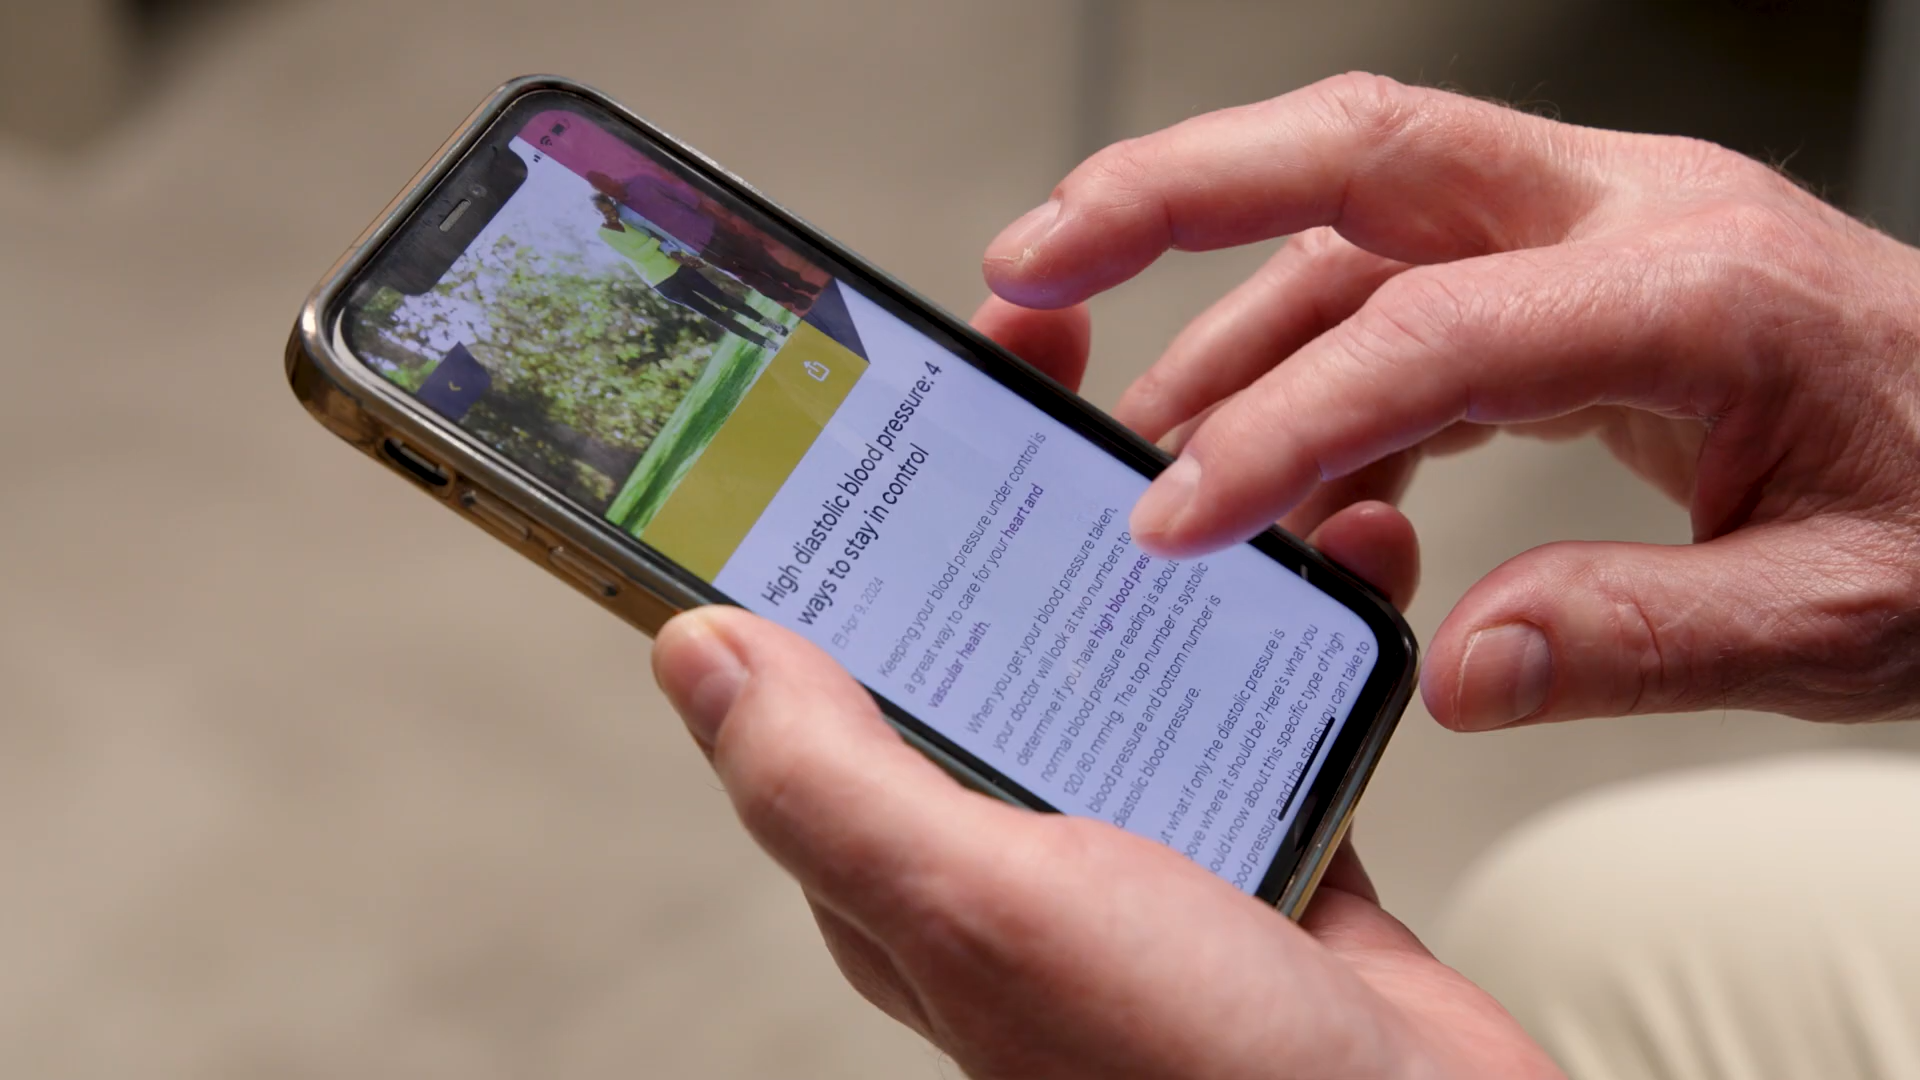 High diastolic blood pressure: 4
ways to stay in control
Apr 9, 2024
Keeping your blood pressure under control is
a great way to care for your heart and
vascular health.
When you get your blood pressure taken,
your doctor will look at two numbers to
determine if you have high blood pres
normal blood pressure reading is about
120/80 mmHg. The top number is systolic
blood pressure and bottom number is
diastolic blood pressure.
t what if only the diastolic pressure is
ove where it should be? Here's what you
ould know about this specific type of high
ood pressure and the steps you can take to